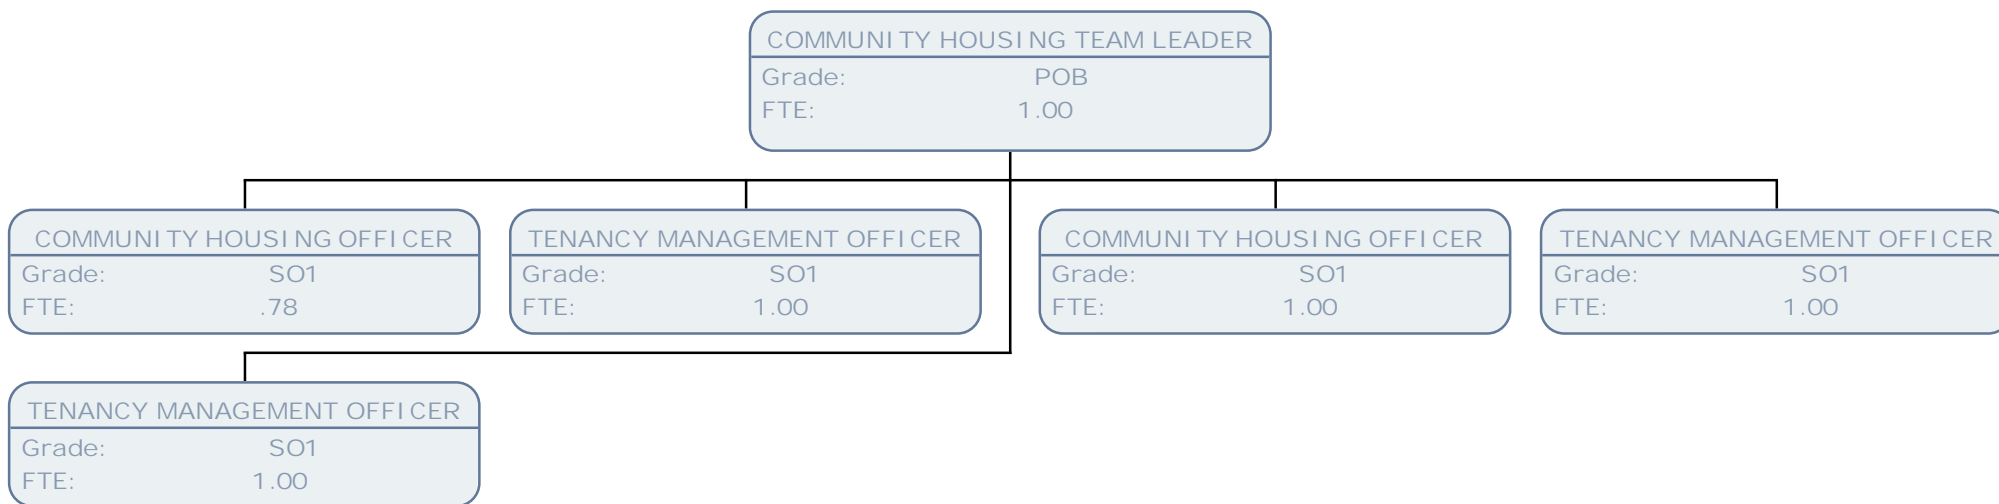 COMMUNITY HOUSING TEAM LEADER
Grade: POB
FTE: 1.00
COMMUNITY HOUSING OFFICER
Grade: SO1
FTE: .78
TENANCY MANAGEMENT OFFICER
Grade: SO1
FTE: 1.00
COMMUNITY HOUSING OFFICER
Grade: SO1
FTE: 1.00
TENANCY MANAGEMENT OFFICER
Grade: SO1
FTE: 1.00
TENANCY MANAGEMENT OFFICER
Grade: SO1
FTE: 1.00